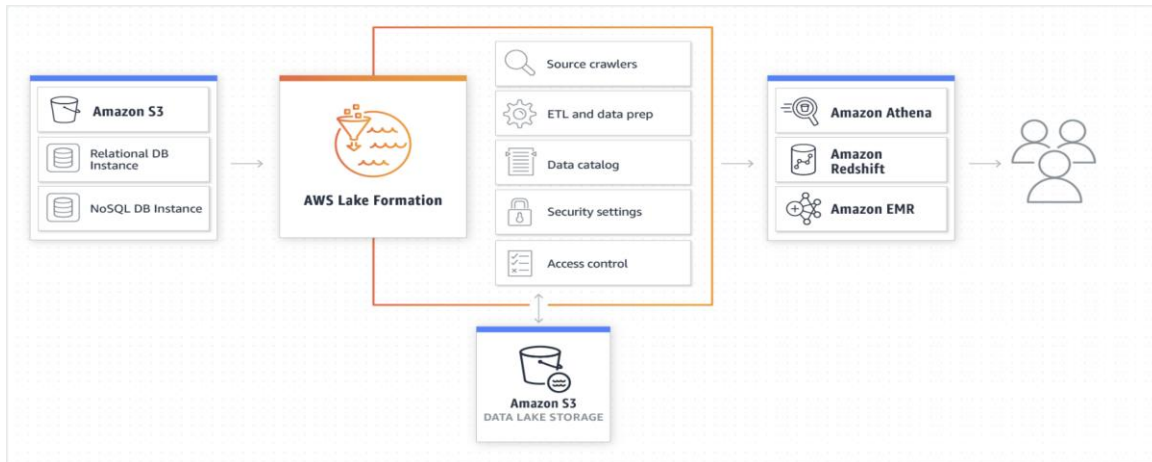 Amazon S3
Relational DB
Instance
NoSQL DB Instance
AWS Lake Formation
Source crawlers
ETL and data prep
Data catalog
Security settings
Access control
Amazon S3
DATA LAKE STORAGE
Amazon Athena
Amazon
Redshift
Amazon EMR